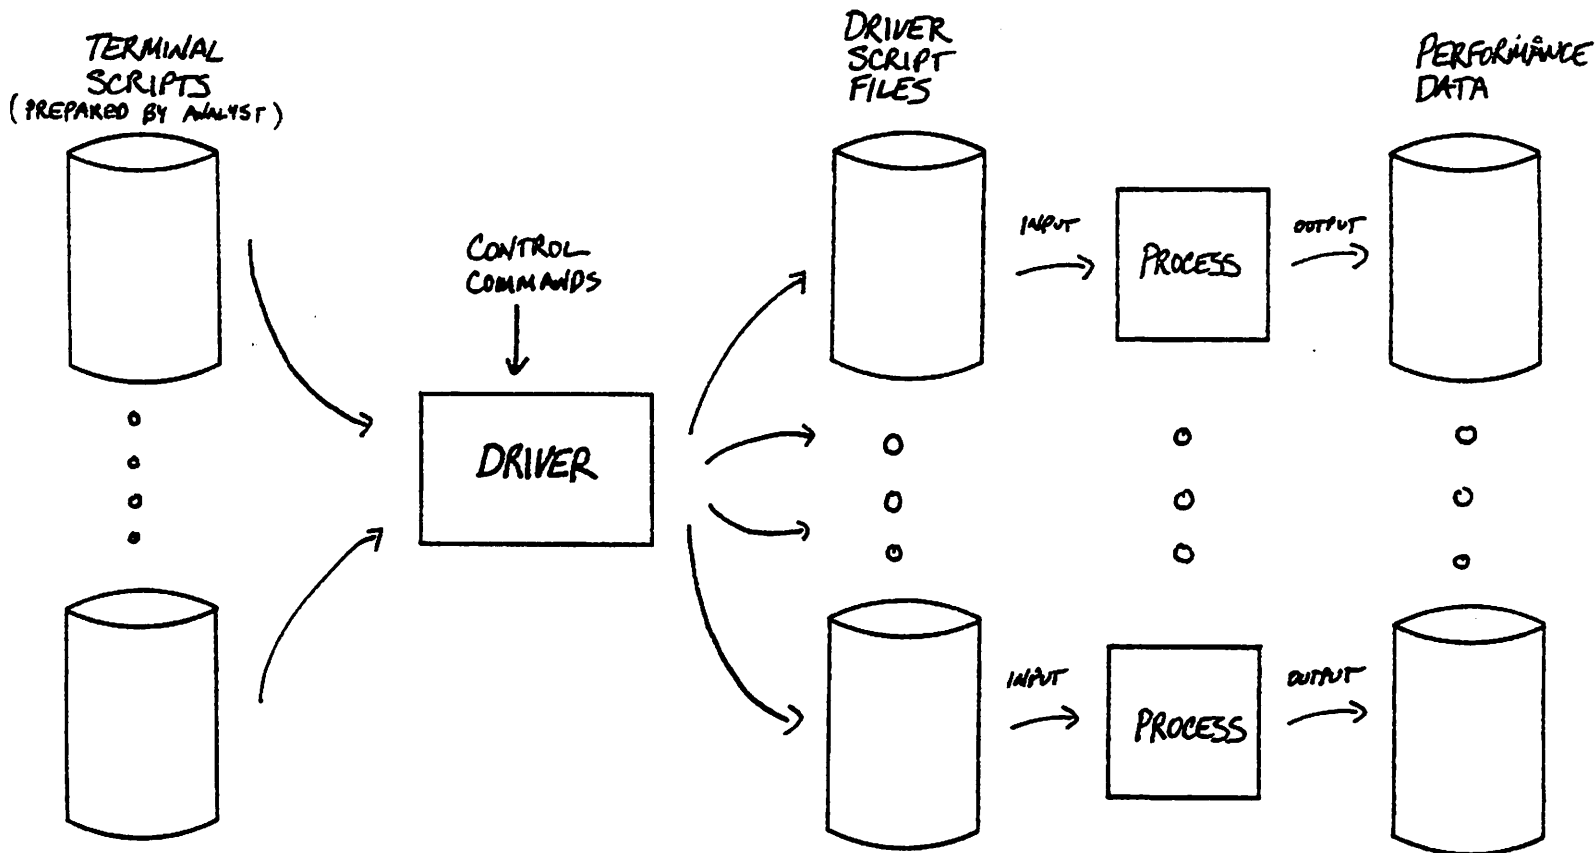 TERMINAL
SCRIPTS
(PREPARED BY ANALYST)
CONTROL
COMMANDS
DRIVER
DRIVER
SCRIPT
FILES
INPUT
PROCESS
OUTPUT
PERFORMANCE
DATA
INPUT
PROCESS
OUTPUT